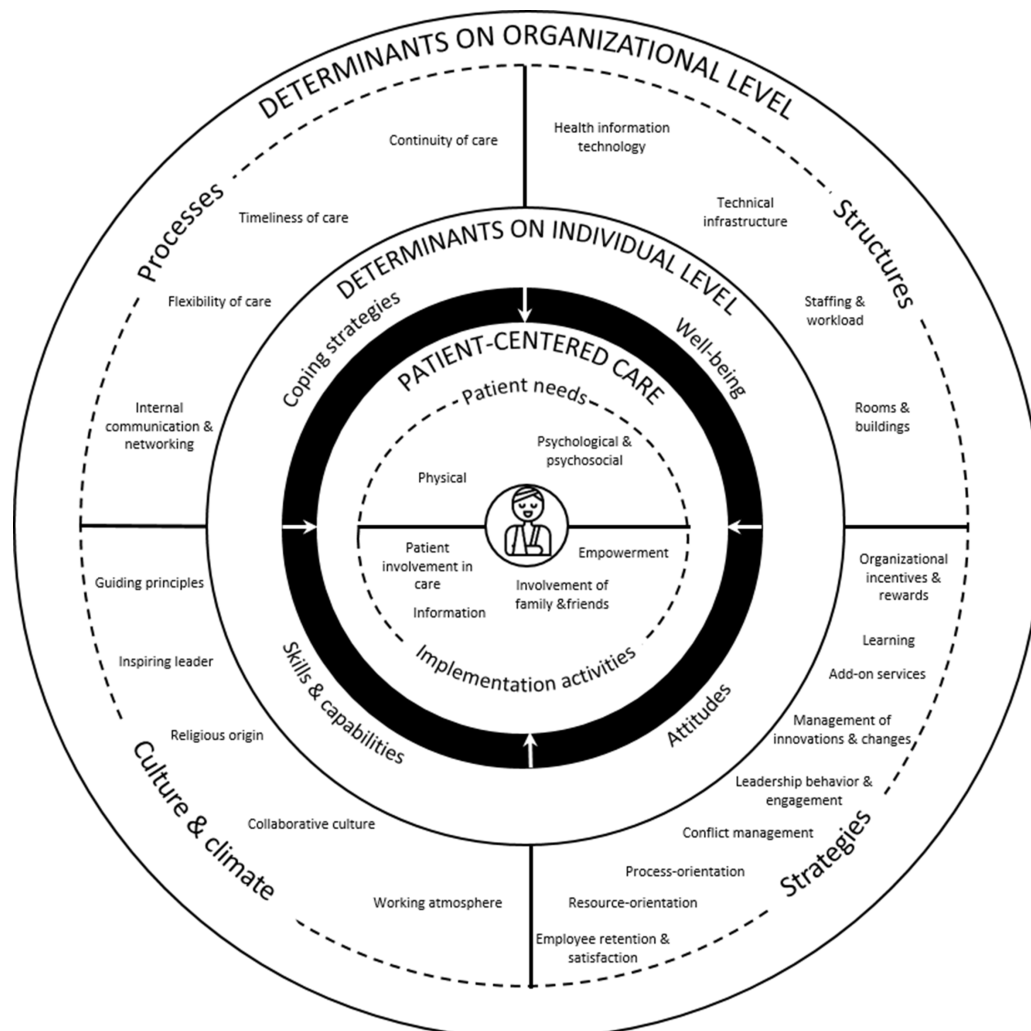 DETERMINANTS ON ORGANIZATIONAL LEVEL
Processes
Continuity of care
Timeliness of care
Flexibility of care
Internal
communication &
networking
Structures
Health information
technology
Technical
infrastructure
Staffing &
workload
Rooms &
buildings
DETERMINANTS ON INDIVIDUAL LEVEL
Coping strategies
Well-being
PATIENT-CENTERED CARE
Patient needs
Physical
Psychological &
psychosocial
Patient
involvement in
care
Information
Empowerment
Involvement of
family &friends
Implementation activities
Skills & capabilities
Attitudes
Guiding principles
Inspiring leader
Religious origin
Collaborative culture
Working atmosphere
Culture & climate
Organizational
incentives &
rewards
Learning
Add-on services
Management of
innovations & changes
Leadership behavior &
engagement
Conflict management
Process-orientation
Resource-orientation
Employee retention &
satisfaction
Strategies